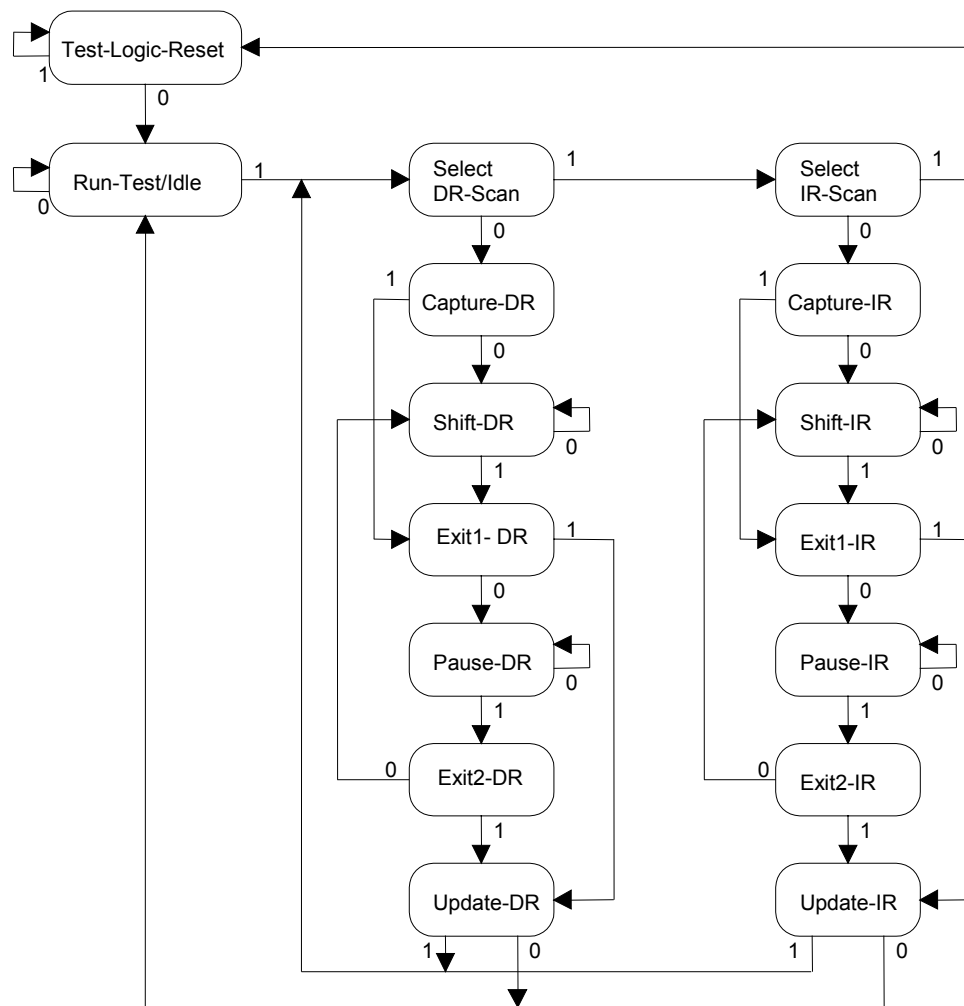 Test-Logic-Reset
1
0
Run-Test/Idle
1
0
Select
DR-Scan
1
0
Select
IR-Scan
1
0
1
Capture-DR
0
1
Capture-IR
0
Shift-DR
0
1
Shift-IR
0
1
Exit1- DR
1
0
Exit1-IR
1
0
Pause-DR
0
1
Pause-IR
0
1
0
Exit2-DR
1
0
Exit2-IR
1
Update-DR
1
0
Update-IR
1
0